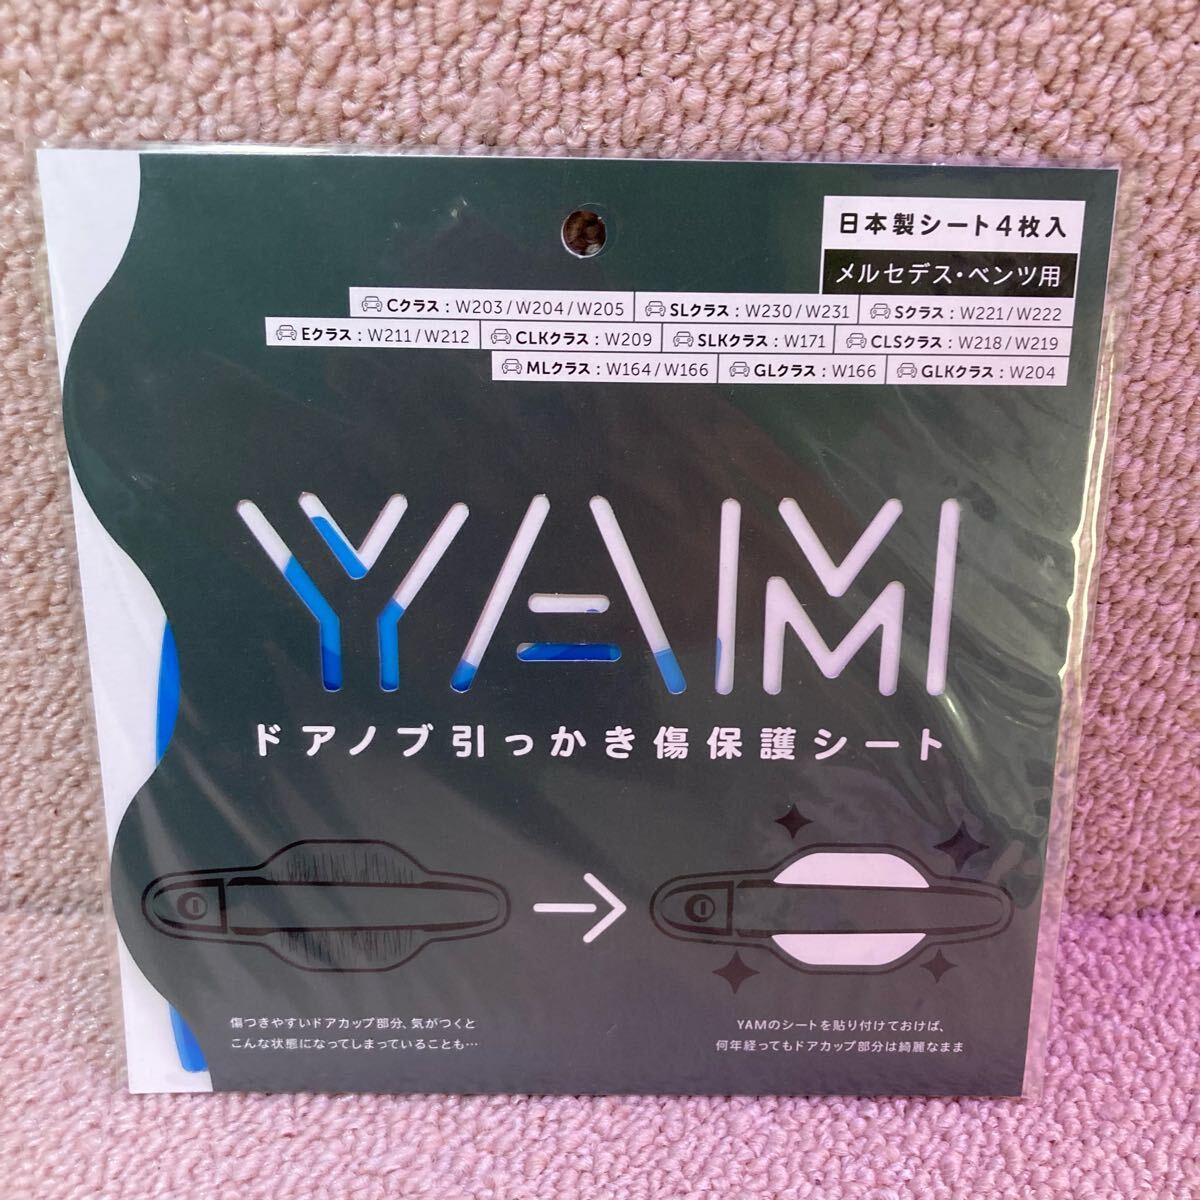 日本製シート4枚入
メルセデス・ベンツ用
Cクラス : W203 / W204 / W205 SLクラス : W230 / W231 Sクラス : W221 / W222
Eクラス : W211 / W212 CLKクラス : W209 SLKクラス : W171 CLSクラス : W218 / W219
MLクラス : W164 / W166 GLクラス : W166 GLKクラス : W204
YAM
ドアノブ引っかき傷保護シート
傷つきやすいドアカップ部分、気がつくと
こんな状態になってしまっていることも…
YAMのシートを貼り付けておけば、
何年経ってもドアカップ部分は綺麗なまま